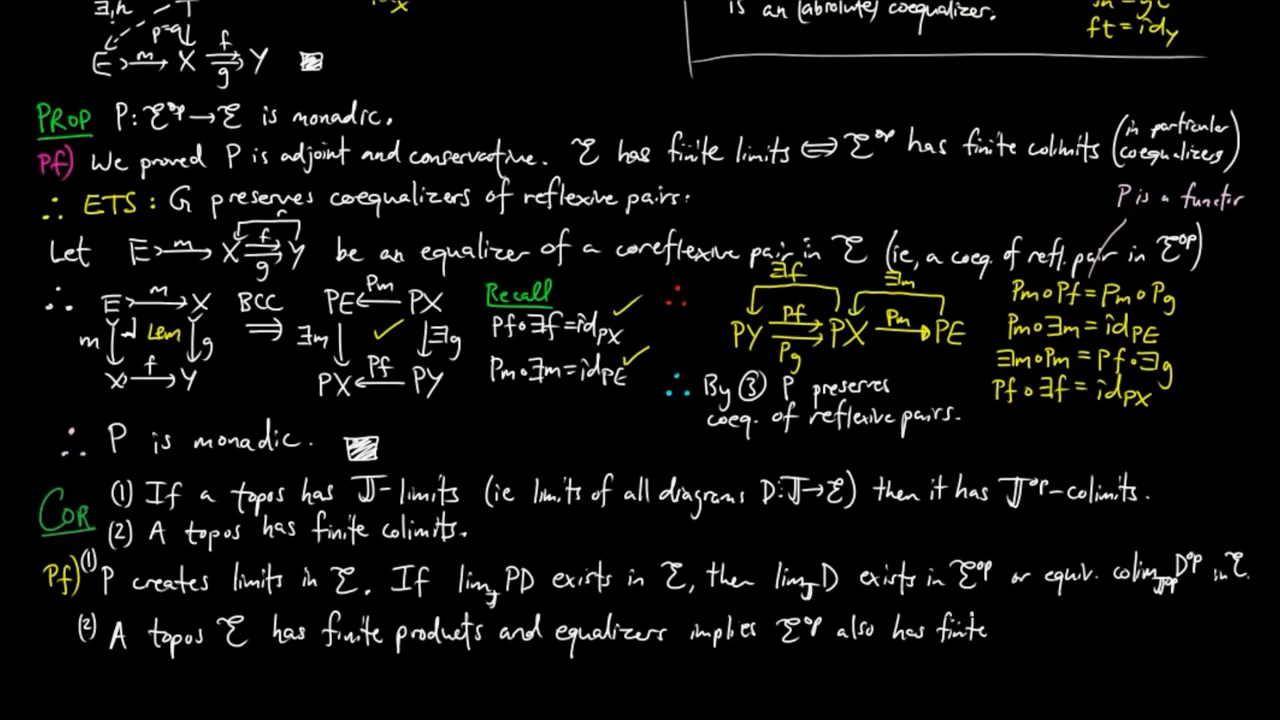 ∃!h
p=q
E >-m-> X f g Y
is an (absolute) coequalizer.
ft = id_Y
PROP P: ℰ^op → ℰ is monadic.
Pf) We proved P is adjoint and conservative. ℰ has finite limits ⟺ ℰ^op has finite colimits (in particular coequalizers)
∴ ETS: G preserves coequalizers of reflexive pairs:
P is a functor
Let E >-m-> X f g Y r be an equalizer of a coreflexive pair in ℰ (ie, a coeq. of refl. pair in ℰ^op)
∴ E >-m-> X
m Lem g
X >-f-> Y
BCC ⟹
PE <-Pm- PX
∃m ✓ ∃g
PX <-Pf- PY
Recall
Pf∘∃f = id_PX ✓
Pm∘∃m = id_PE ✓
∴ ∃f ∃m
PY Pf Pg PX Pm PE
Pm∘Pf = Pm∘Pg
Pm∘∃m = id_PE
∃m∘Pm = Pf∘∃g
Pf∘∃f = id_PX
∴ By ③ P preserves
coeq. of reflexive pairs.
∴ P is monadic.
COR (1) If a topos has 𝕁-limits (ie limits of all diagrams D: 𝕁→ℰ) then it has 𝕁^op-colimits.
(2) A topos has finite colimits.
Pf) (1) P creates limits in ℰ. If lim_𝕁 PD exists in ℰ, then lim_𝕁 D exists in ℰ^op or equiv. colim_𝕁^op D^op in ℰ.
(2) A topos ℰ has finite products and equalizers implies ℰ^op also has finite